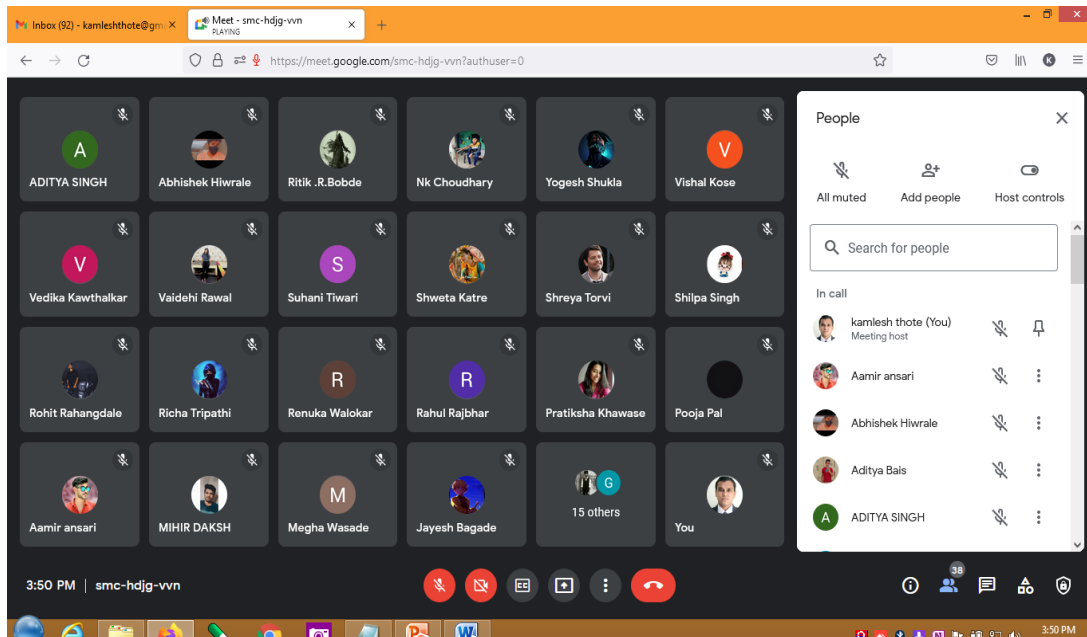 Inbox (92) - kamleshthote@gm
Meet - smc-hdjg-vvn
PLAYING
https://meet.google.com/smc-hdjg-vvn?authuser=0
K
A
V
ADITYA SINGH
Abhishek Hiwrale
Ritik .R.Bobde
Nk Choudhary
Yogesh Shukla
Vishal Kose
V
S
Vedika Kawthalkar
Vaidehi Rawal
Suhani Tiwari
Shweta Katre
Shreya Torvi
Shilpa Singh
R
R
Rohit Rahangdale
Richa Tripathi
Renuka Walokar
Rahul Rajbhar
Pratiksha Khawase
Pooja Pal
M
G
15 others
Aamir ansari
MIHIR DAKSH
Megha Wasade
Jayesh Bagade
You
People
All muted
Add people
Host controls
Search for people
In call
kamlesh thote (You)
Meeting host
Aamir ansari
Abhishek Hiwrale
Aditya Bais
A
ADITYA SINGH
3:50 PM | smc-hdjg-vvn
38
3:50 PM